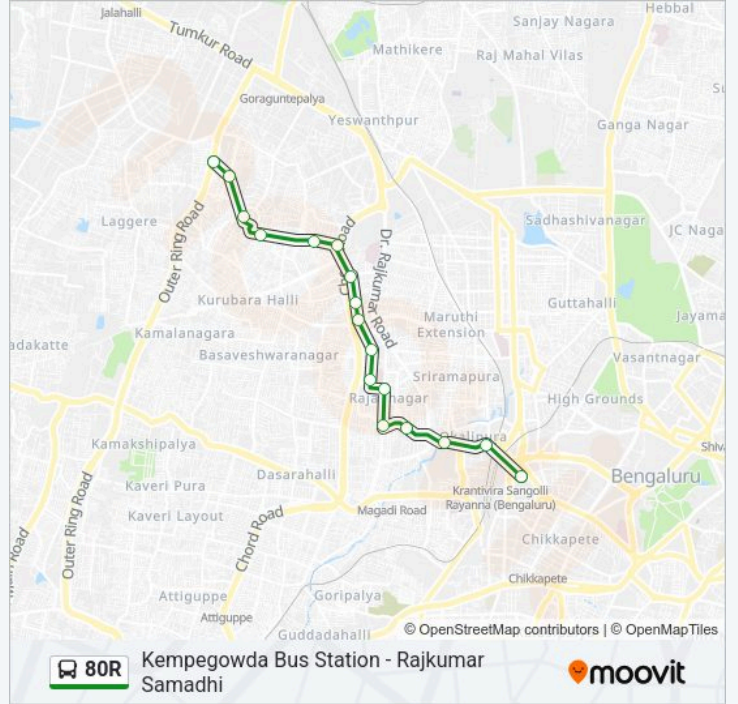 Jalahalli
Hebbal
Tumkur Road
Sanjay Nagara
Mathikere
Raj Mahal Vilas
Goraguntepalya
Yeswanthpur
Ganga Nagar
Laggere
Outer Ring Road
Sadhashivanagar
JC Naga
Dr. Rajkumar Road
Kurubara Halli
Guttahalli
Maruthi
Extension
Jayama
adakatte
Kamalanagara
Basaveshwaranagar
Vasantnagar
Sriramapura
High Grounds
Kamakshipalya
Shiv
Dasarahalli
Bengaluru
Kaveri Pura
Krantivira Sangolli
Rayanna (Bengaluru)
Kaveri Layout
Magadi Road
Outer Ring Road
Chord Road
Chikkapete
Chikkapete
Attiguppe
Goripalya
Attiguppe
Guddadahalli
© OpenStreetMap contributors | © OpenMapTiles
80R
Kempegowda Bus Station - Rajkumar
Samadhi
moovit